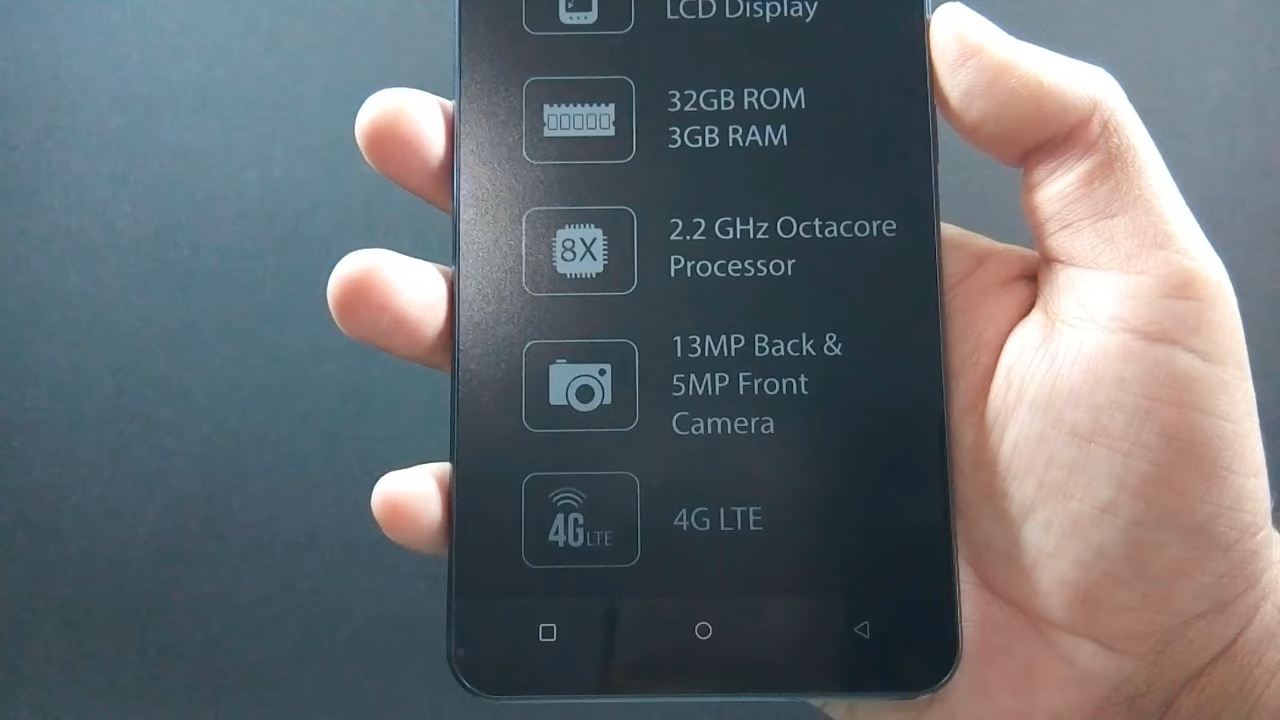 LCD Display
32GB ROM
3GB RAM
8X
2.2 GHz Octacore
Processor
13MP Back &
5MP Front
Camera
4G LTE
4G LTE